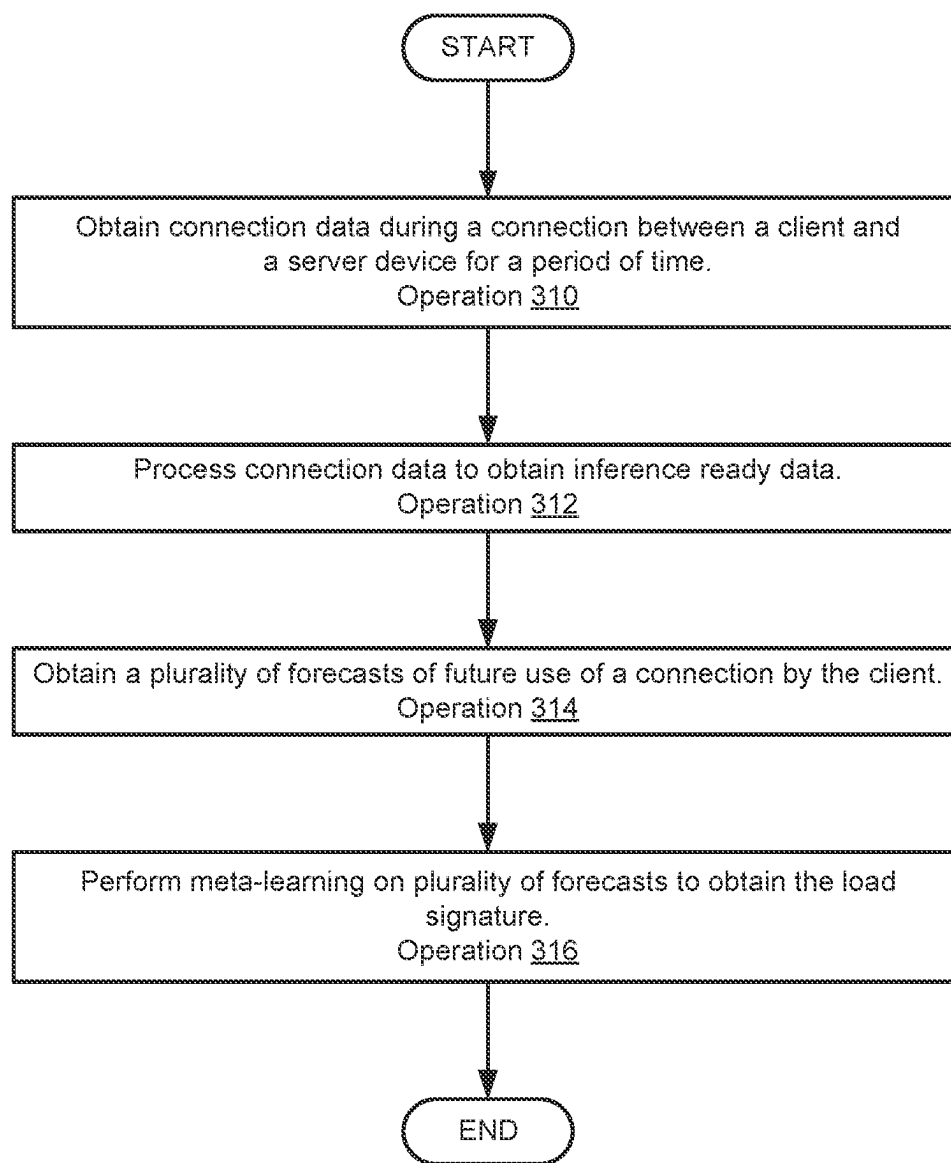 START
Obtain connection data during a connection between a client and
a server device for a period of time.
Operation 310
Process connection data to obtain inference ready data.
Operation 312
Obtain a plurality of forecasts of future use of a connection by the client.
Operation 314
Perform meta-learning on plurality of forecasts to obtain the load
signature.
Operation 316
END